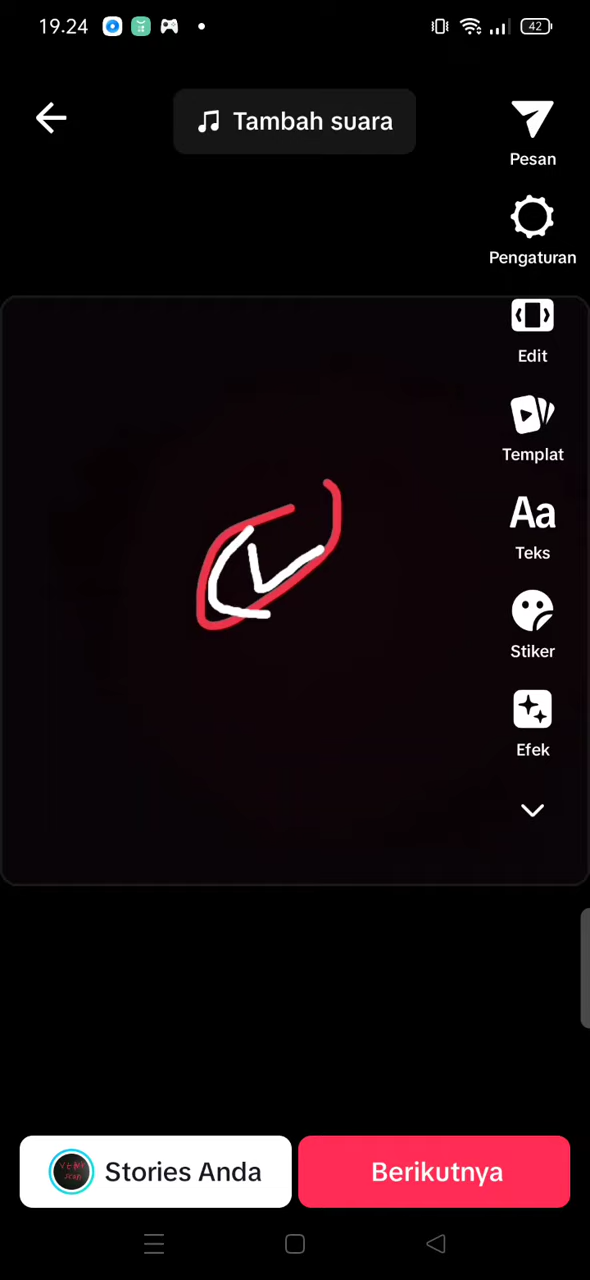 19.24
42
Tambah suara
Pesan
Pengaturan
Edit
Templat
Aa
Teks
Stiker
Efek
Stories Anda
Berikutnya